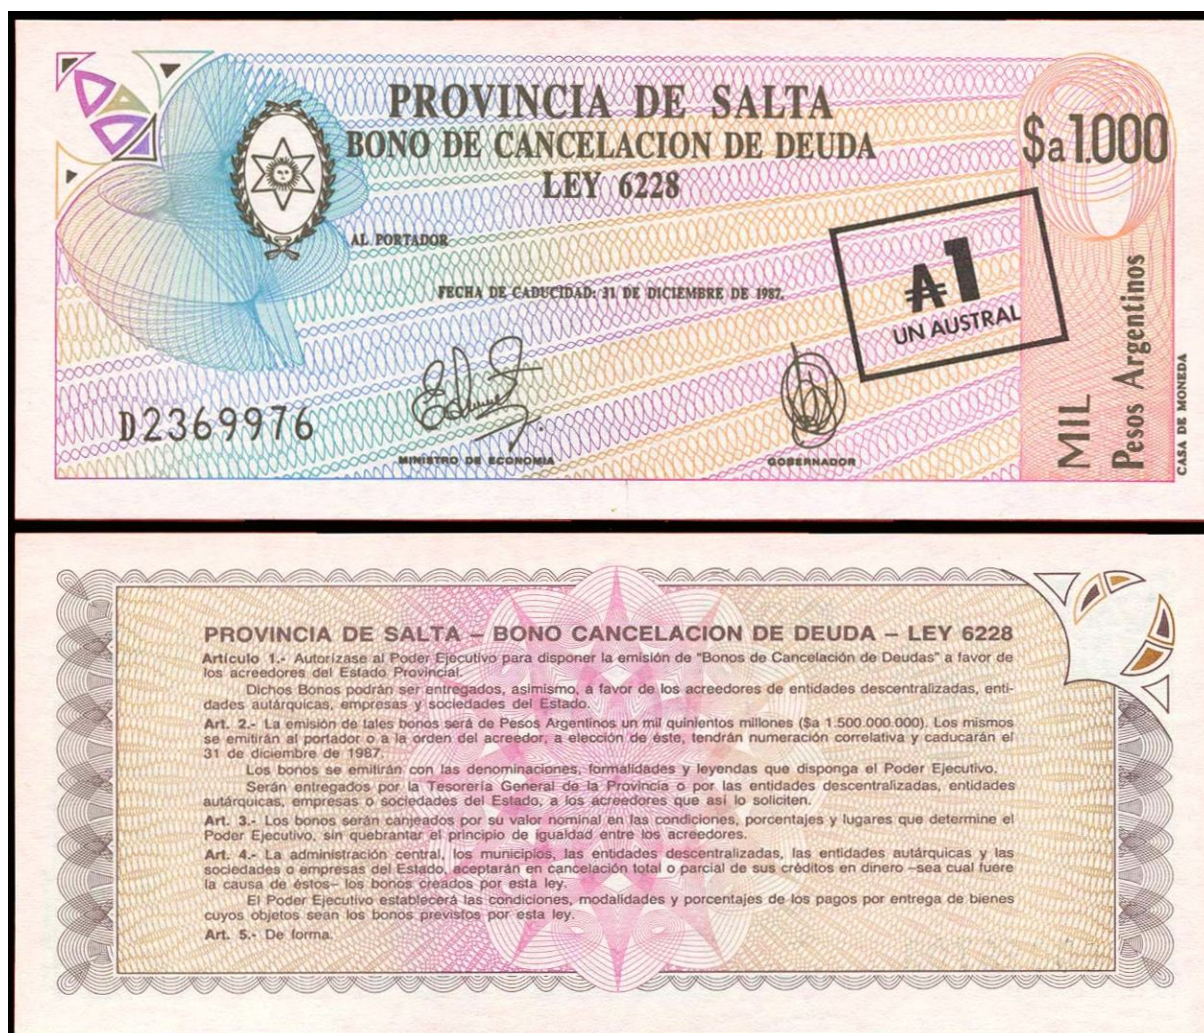 PROVINCIA DE SALTA
BONO DE CANCELACION DE DEUDA
LEY 6228
$a1.000
AL PORTADOR
FECHA DE CADUCIDAD: 31 DE DICIEMBRE DE 1987.
₳1
UN AUSTRAL
D2369976
MINISTRO DE ECONOMIA
GOBERNADOR
MIL
Pesos Argentinos
CASA DE MONEDA
PROVINCIA DE SALTA – BONO CANCELACION DE DEUDA – LEY 6228
Artículo 1.- Autorízase al Poder Ejecutivo para disponer la emisión de "Bonos de Cancelación de Deudas" a favor de
los acreedores del Estado Provincial.
Dichos Bonos podrán ser entregados, asimismo, a favor de los acreedores de entidades descentralizadas, enti-
dades autárquicas, empresas y sociedades del Estado.
Art. 2.- La emisión de tales bonos será de Pesos Argentinos un mil quinientos millones ($a 1.500.000.000). Los mismos
se emitirán al portador o a la orden del acreedor, a elección de éste, tendrán numeración correlativa y caducarán el
31 de diciembre de 1987.
Los bonos se emitirán con las denominaciones, formalidades y leyendas que disponga el Poder Ejecutivo.
Serán entregados por la Tesorería General de la Provincia o por las entidades descentralizadas, entidades
autárquicas, empresas o sociedades del Estado, a los acreedores que así lo soliciten.
Art. 3.- Los bonos serán canjeados por su valor nominal en las condiciones, porcentajes y lugares que determine el
Poder Ejecutivo, sin quebrantar el principio de igualdad entre los acreedores.
Art. 4.- La administración central, los municipios, las entidades descentralizadas, las entidades autárquicas y las
sociedades o empresas del Estado, aceptarán en cancelación total o parcial de sus créditos en dinero –sea cual fuere
la causa de éstos– los bonos creados por esta ley.
El Poder Ejecutivo establecerá las condiciones, modalidades y porcentajes de los pagos por entrega de bienes
cuyos objetos sean los bonos previstos por esta ley.
Art. 5.- De forma.